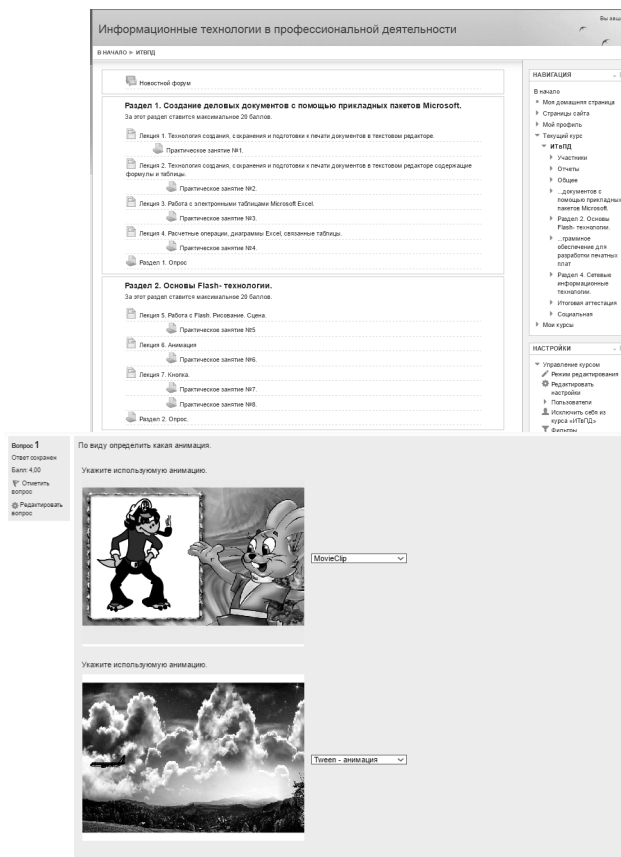 Вы заш
Информационные технологии в профессиональной деятельности
В НАЧАЛО ► ИТВПД
Новостной форум
Раздел 1. Создание деловых документов с помощью прикладных пакетов Microsoft.
За этот раздел ставится максимальное 20 баллов.
Лекция 1. Технология создания, сохранения и подготовки к печати документов в текстовом редакторе.
Практическое занятие №1.
Лекция 2. Технология создания, сохранения и подготовки к печати документов в текстовом редакторе содержащие
формулы и таблицы.
Практическое занятие №2.
Лекция 3. Работа с электронными таблицами Microsoft Excel.
Практическое занятие №3.
Лекция 4. Расчетные операции, диаграммы Excel, связанные таблицы.
Практическое занятие №4.
Раздел 1. Опрос
Раздел 2. Основы Flash- технологии.
За этот раздел ставится максимальное 20 баллов.
Лекция 5. Работа с Flash. Рисование. Сцена.
Практическое занятие №5
Лекция 6. Анимация
Практическое занятие №6.
Лекция 7. Кнопка.
Практическое занятие №7.
Практическое занятие №8.
Раздел 2. Опрос.
НАВИГАЦИЯ
В начало
Моя домашняя страница
Страницы сайта
Мой профиль
Текущий курс
ИТвПД
Участники
Отчеты
Общее
...документов с
помощью прикладных
пакетов Microsoft.
Раздел 2. Основы
Flash- технологии.
...граммное
обеспечение для
разработки печатных
плат
Раздел 4. Сетевые
информационные
технологии.
Итоговая аттестация
Социальная
Мои курсы
НАСТРОЙКИ
Управление курсом
Режим редактирования
Редактировать
настройки
Пользователи
Исключить себя из
курса «ИТвПД»
Фильтры
Вопрос 1
Ответ сохранен
Балл: 4,00
Отметить
вопрос
Редактировать
вопрос
По виду определить какая анимация.
Укажите используюмую анимацию.
MovieClip
Укажите используюмую анимацию.
Tween - анимация